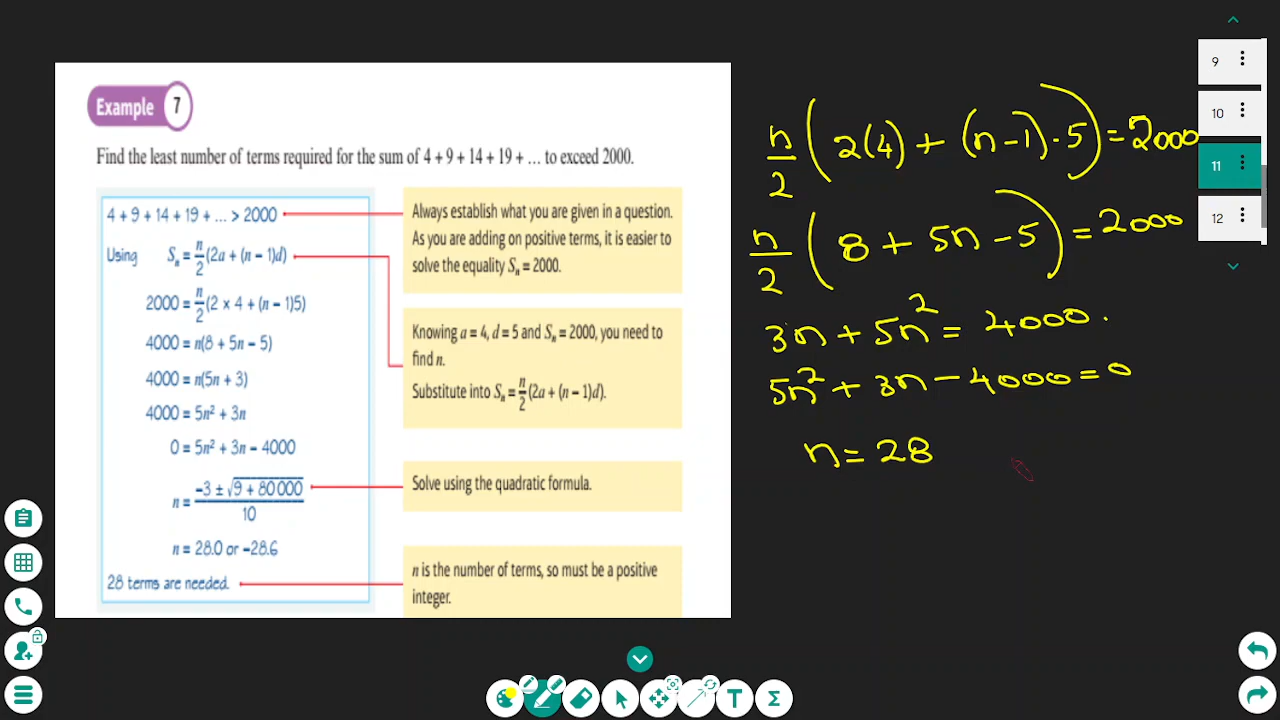 Example 7
Find the least number of terms required for the sum of 4 + 9 + 14 + 19 + ... to exceed 2000.
4 + 9 + 14 + 19 + ... > 2000
Using Sₙ = n/2(2a + (n − 1)d)
2000 = n/2(2 × 4 + (n − 1)5)
4000 = n(8 + 5n − 5)
4000 = n(5n + 3)
4000 = 5n² + 3n
0 = 5n² + 3n − 4000
n = (−3 ± √(9 + 80 000))/10
n = 28.0 or −28.6
28 terms are needed.
Always establish what you are given in a question.
As you are adding on positive terms, it is easier to
solve the equality Sₙ = 2000.
Knowing a = 4, d = 5 and Sₙ = 2000, you need to
find n.
Substitute into Sₙ = n/2(2a + (n − 1)d).
Solve using the quadratic formula.
n is the number of terms, so must be a positive
integer.
n/2 (2(4) + (n − 1) · 5) = 2000
n/2 (8 + 5n − 5) = 2000
3n + 5n² = 4000.
5n² + 3n − 4000 = 0
n = 28
9
10
11
12
T
Σ